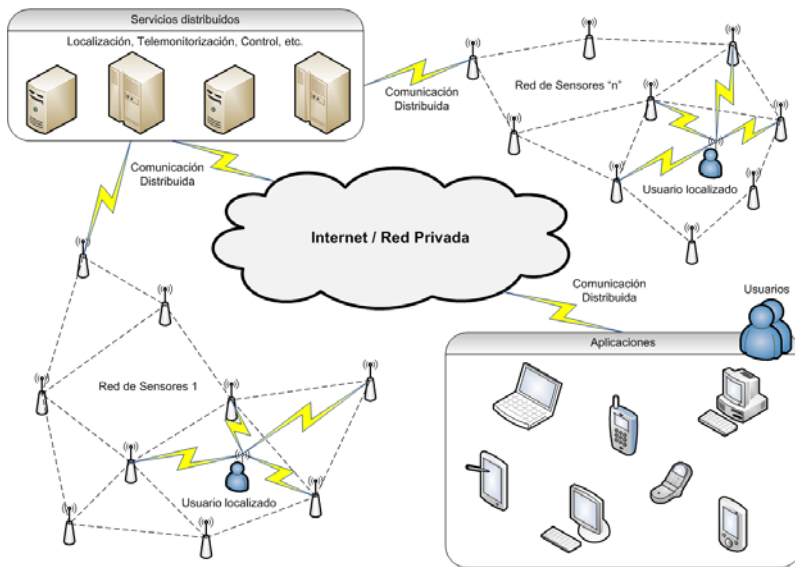 Servicios distribuidos
Localización, Telemonitorización, Control, etc.
Comunicación
Distribuida
Red de Sensores “n”
Usuario localizado
Comunicación
Distribuida
Internet / Red Privada
Comunicación
Distribuida
Usuarios
Aplicaciones
Red de Sensores 1
Usuario localizado